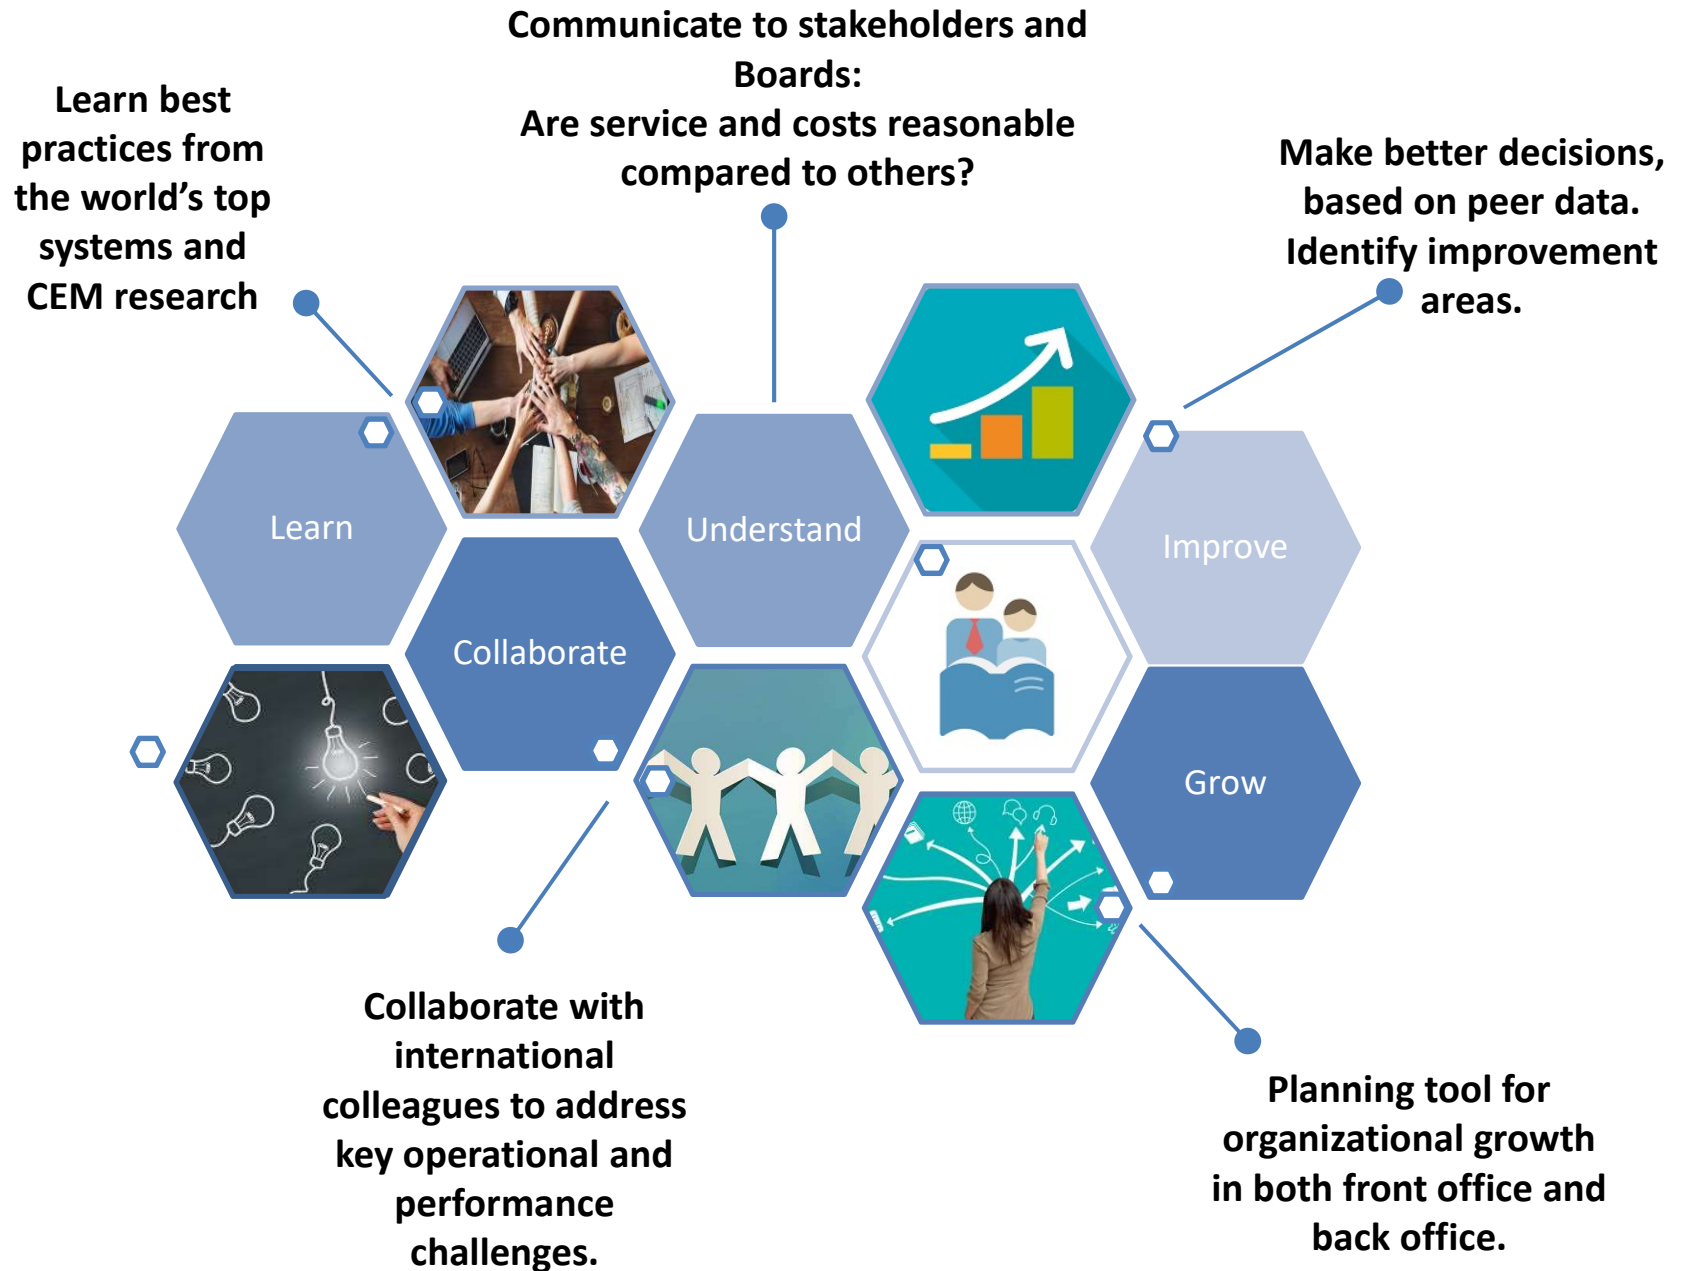 Communicate to stakeholders and
Boards:
Are service and costs reasonable
compared to others?
Learn best
practices from
the world’s top
systems and
CEM research
Make better decisions,
based on peer data.
Identify improvement
areas.
Learn
Understand
Improve
Collaborate
Grow
Collaborate with
international
colleagues to address
key operational and
performance
challenges.
Planning tool for
organizational growth
in both front office and
back office.